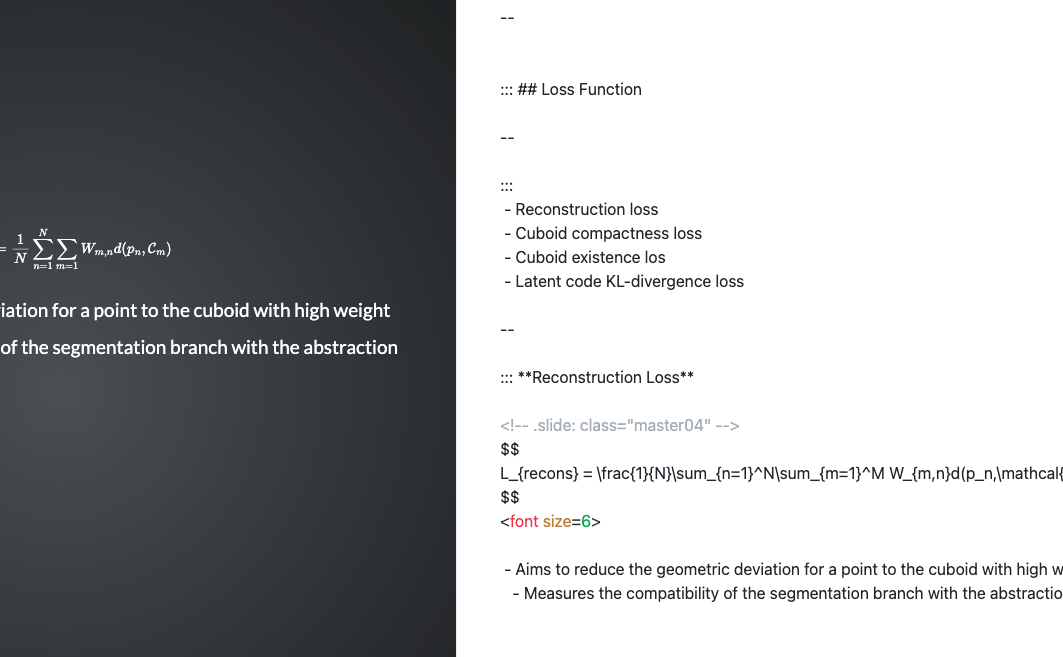 = \frac{1}{N}\sum_{n=1}^{N}\sum_{m=1} W_{m,n}d(p_n, \mathcal{C}_m)
iation for a point to the cuboid with high weight
of the segmentation branch with the abstraction
--
::: ## Loss Function
--
:::
- Reconstruction loss
- Cuboid compactness loss
- Cuboid existence los
- Latent code KL-divergence loss
--
::: **Reconstruction Loss**
<!-- .slide: class="master04" -->
$$
L_{recons} = \frac{1}{N}\sum_{n=1}^N\sum_{m=1}^M W_{m,n}d(p_n,\mathcal{
$$
<font size=6>
- Aims to reduce the geometric deviation for a point to the cuboid with high w
- Measures the compatibility of the segmentation branch with the abstractio